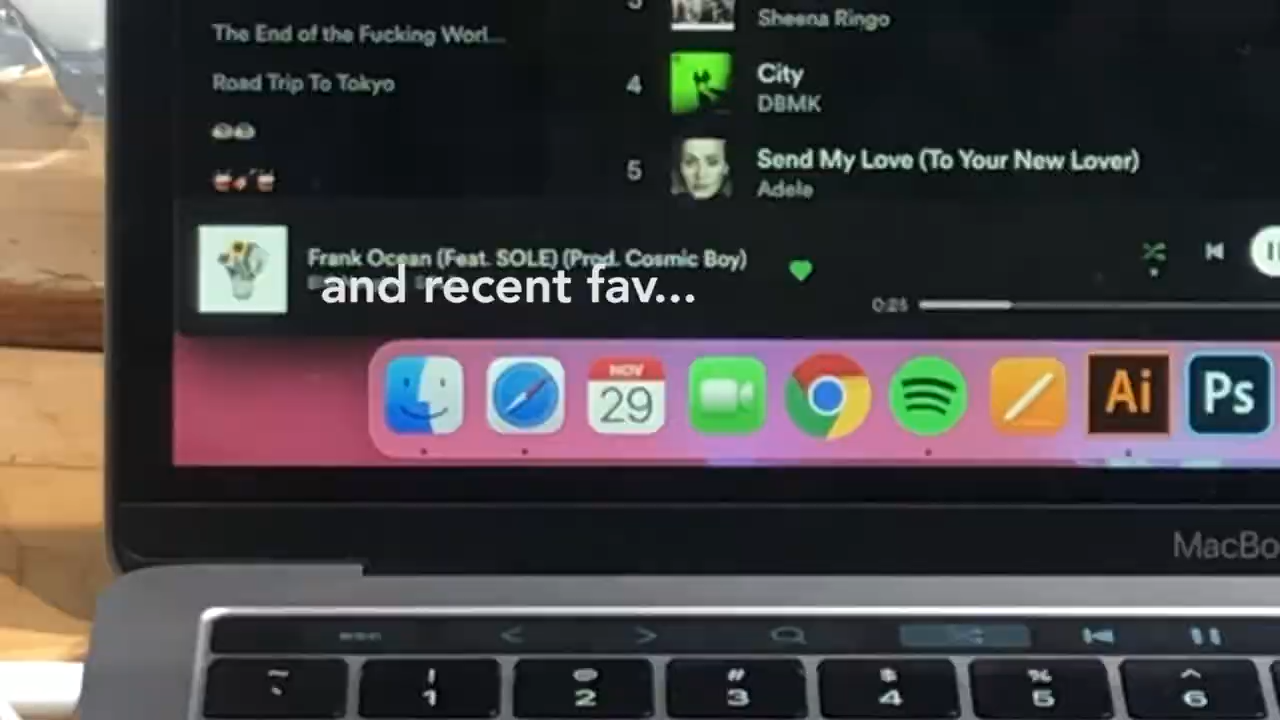 The End of the Fucking Worl...
Road Trip To Tokyo
3
Sheena Ringo
4
City
DBMK
5
Send My Love (To Your New Lover)
Adele
Frank Ocean (Feat. SOLE) (Prod. Cosmic Boy)
and recent fav...
0:25
NOV
29
Ai
Ps
MacBo
~
`
!
1
@
2
#
3
$
4
%
5
^
6